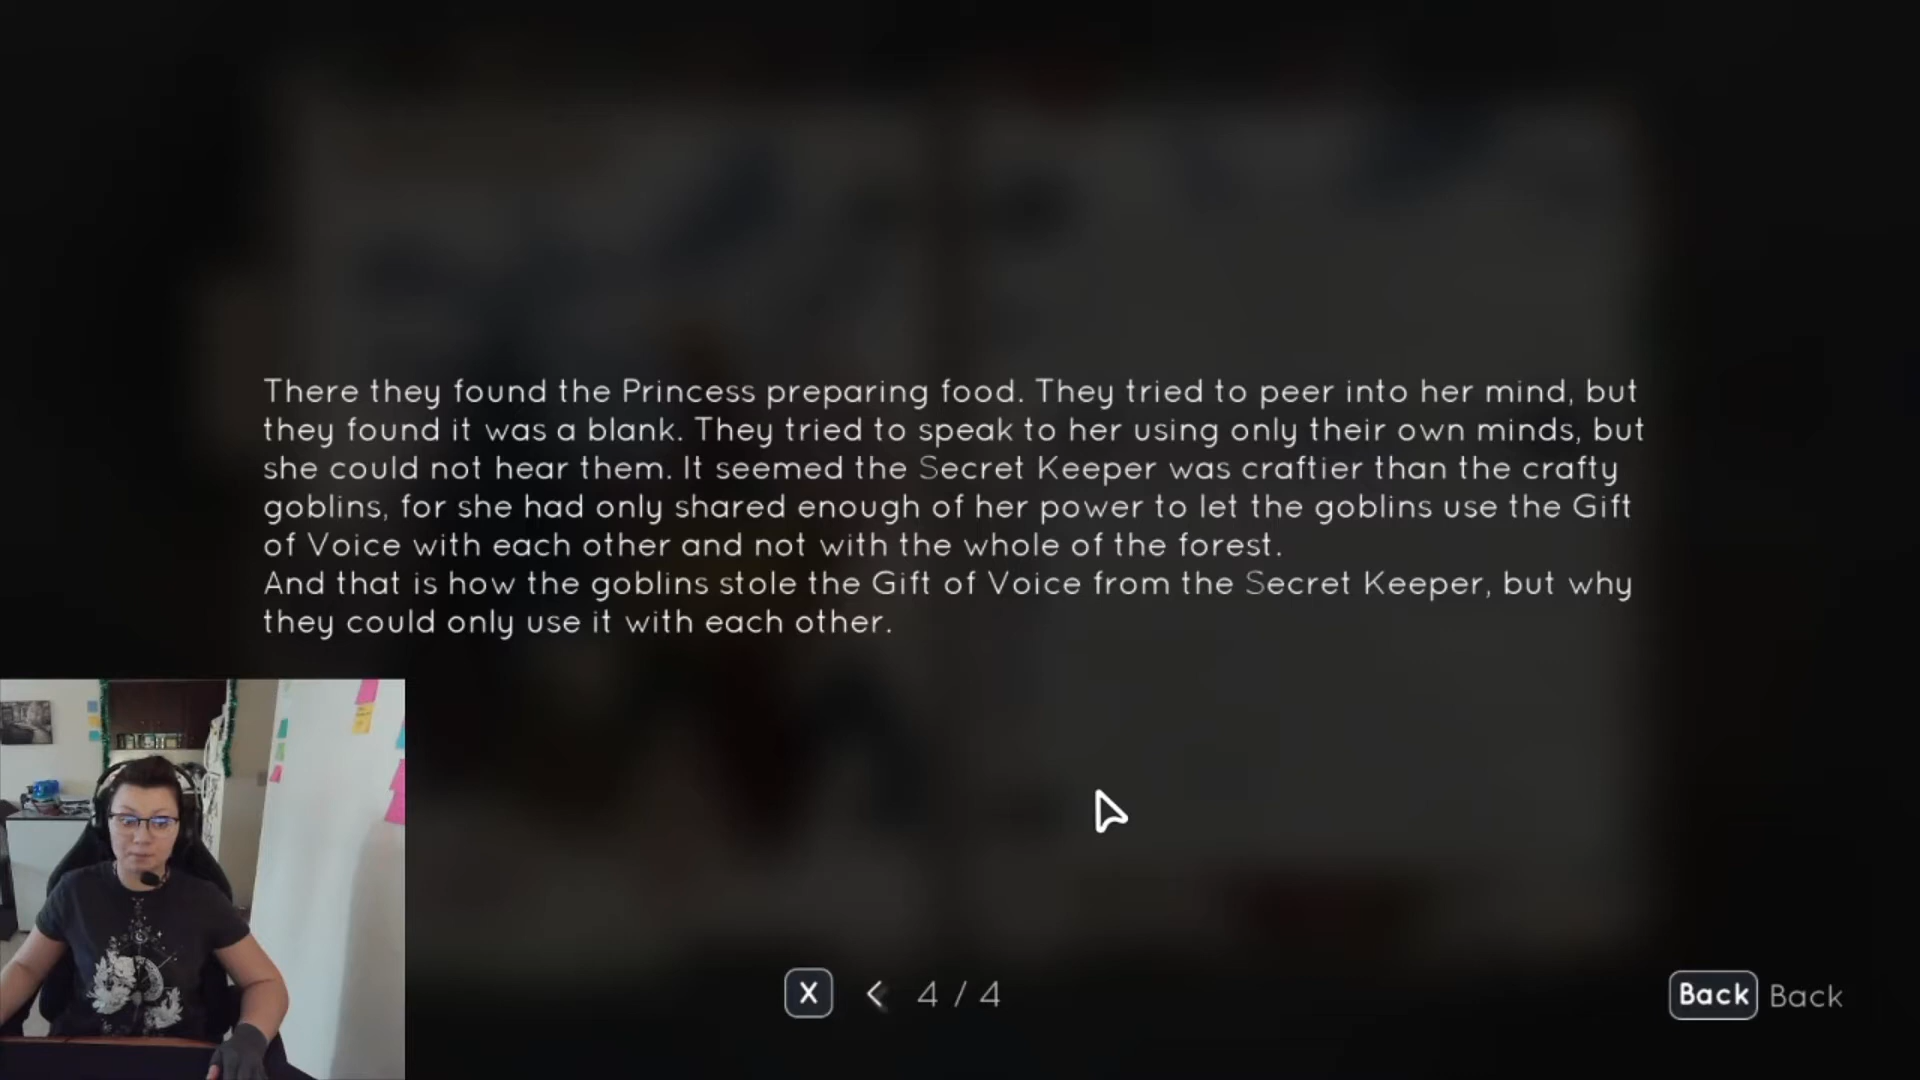 There they found the Princess preparing food. They tried to peer into her mind, but
they found it was a blank. They tried to speak to her using only their own minds, but
she could not hear them. It seemed the Secret Keeper was craftier than the crafty
goblins, for she had only shared enough of her power to let the goblins use the Gift
of Voice with each other and not with the whole of the forest.
And that is how the goblins stole the Gift of Voice from the Secret Keeper, but why
they could only use it with each other.
X < 4 / 4
Back Back